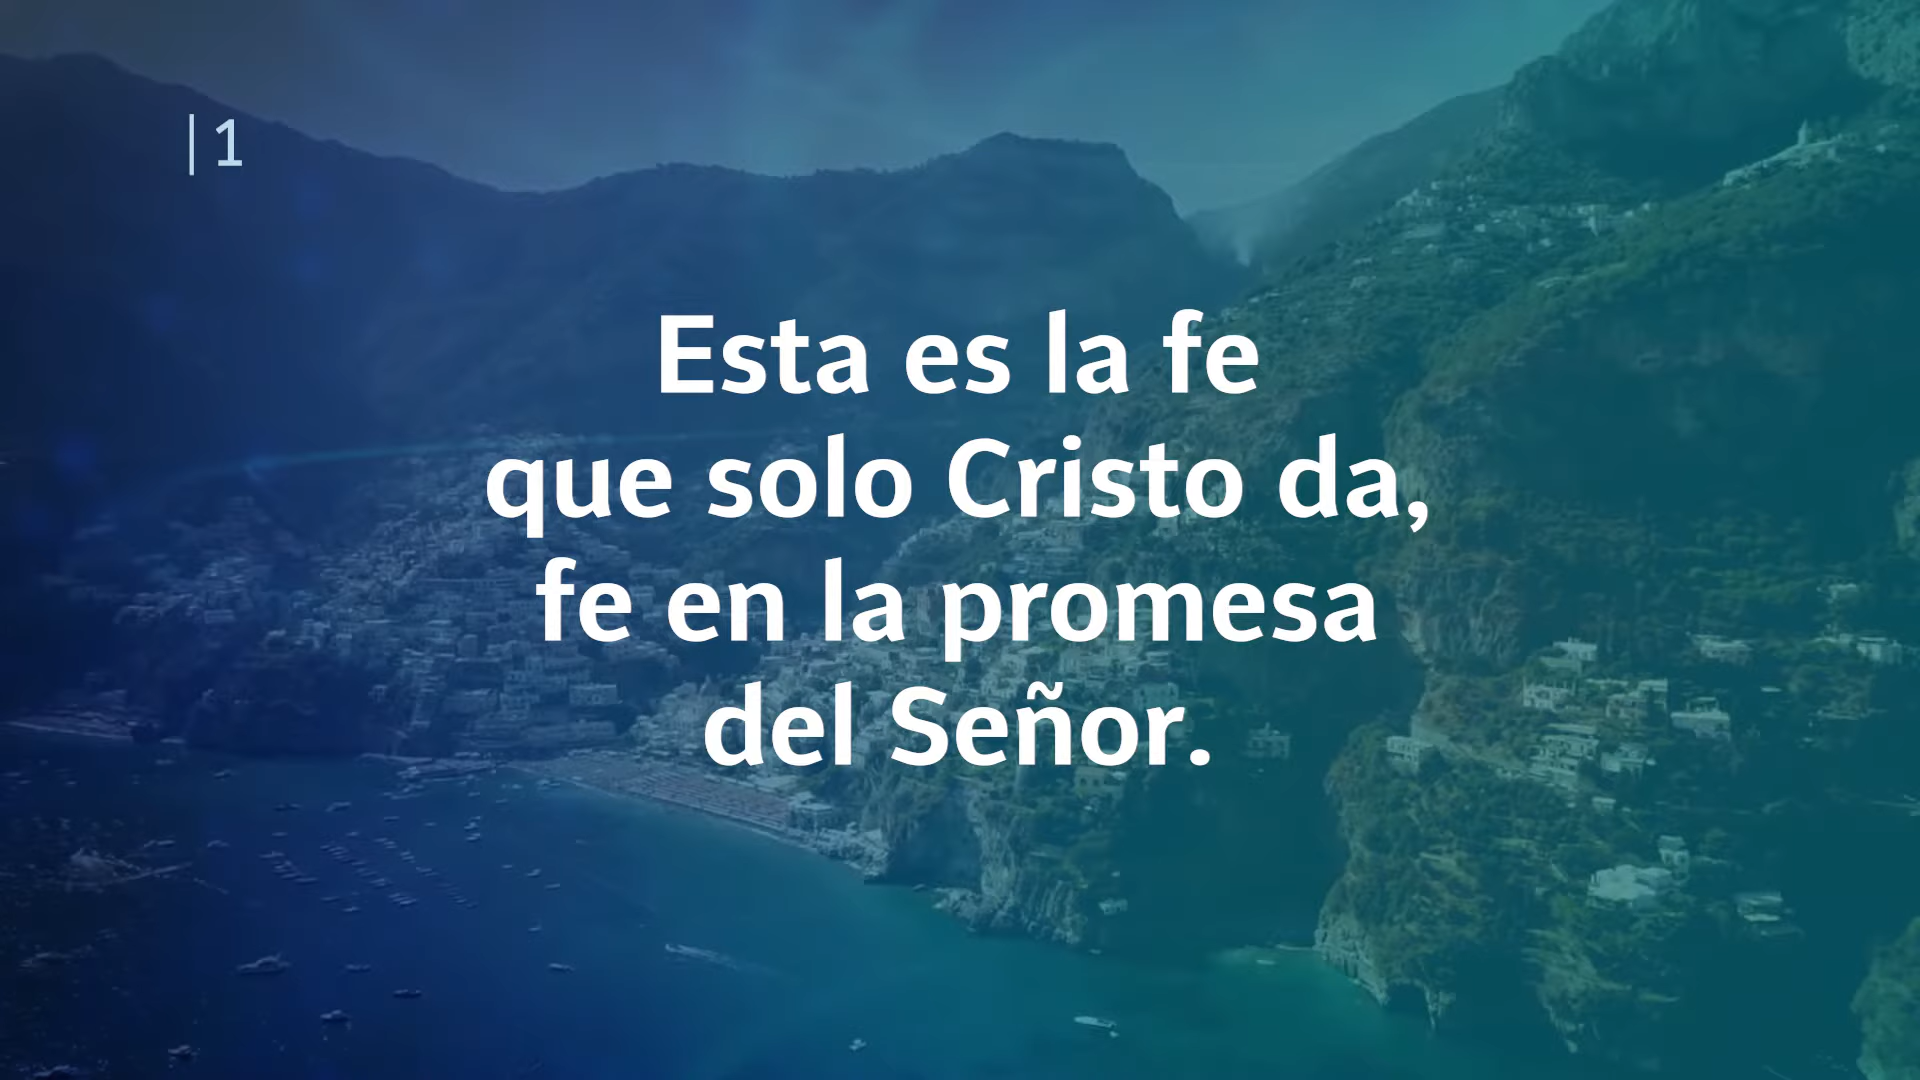 | 1
Esta es la fe
que solo Cristo da,
fe en la promesa
del Señor.